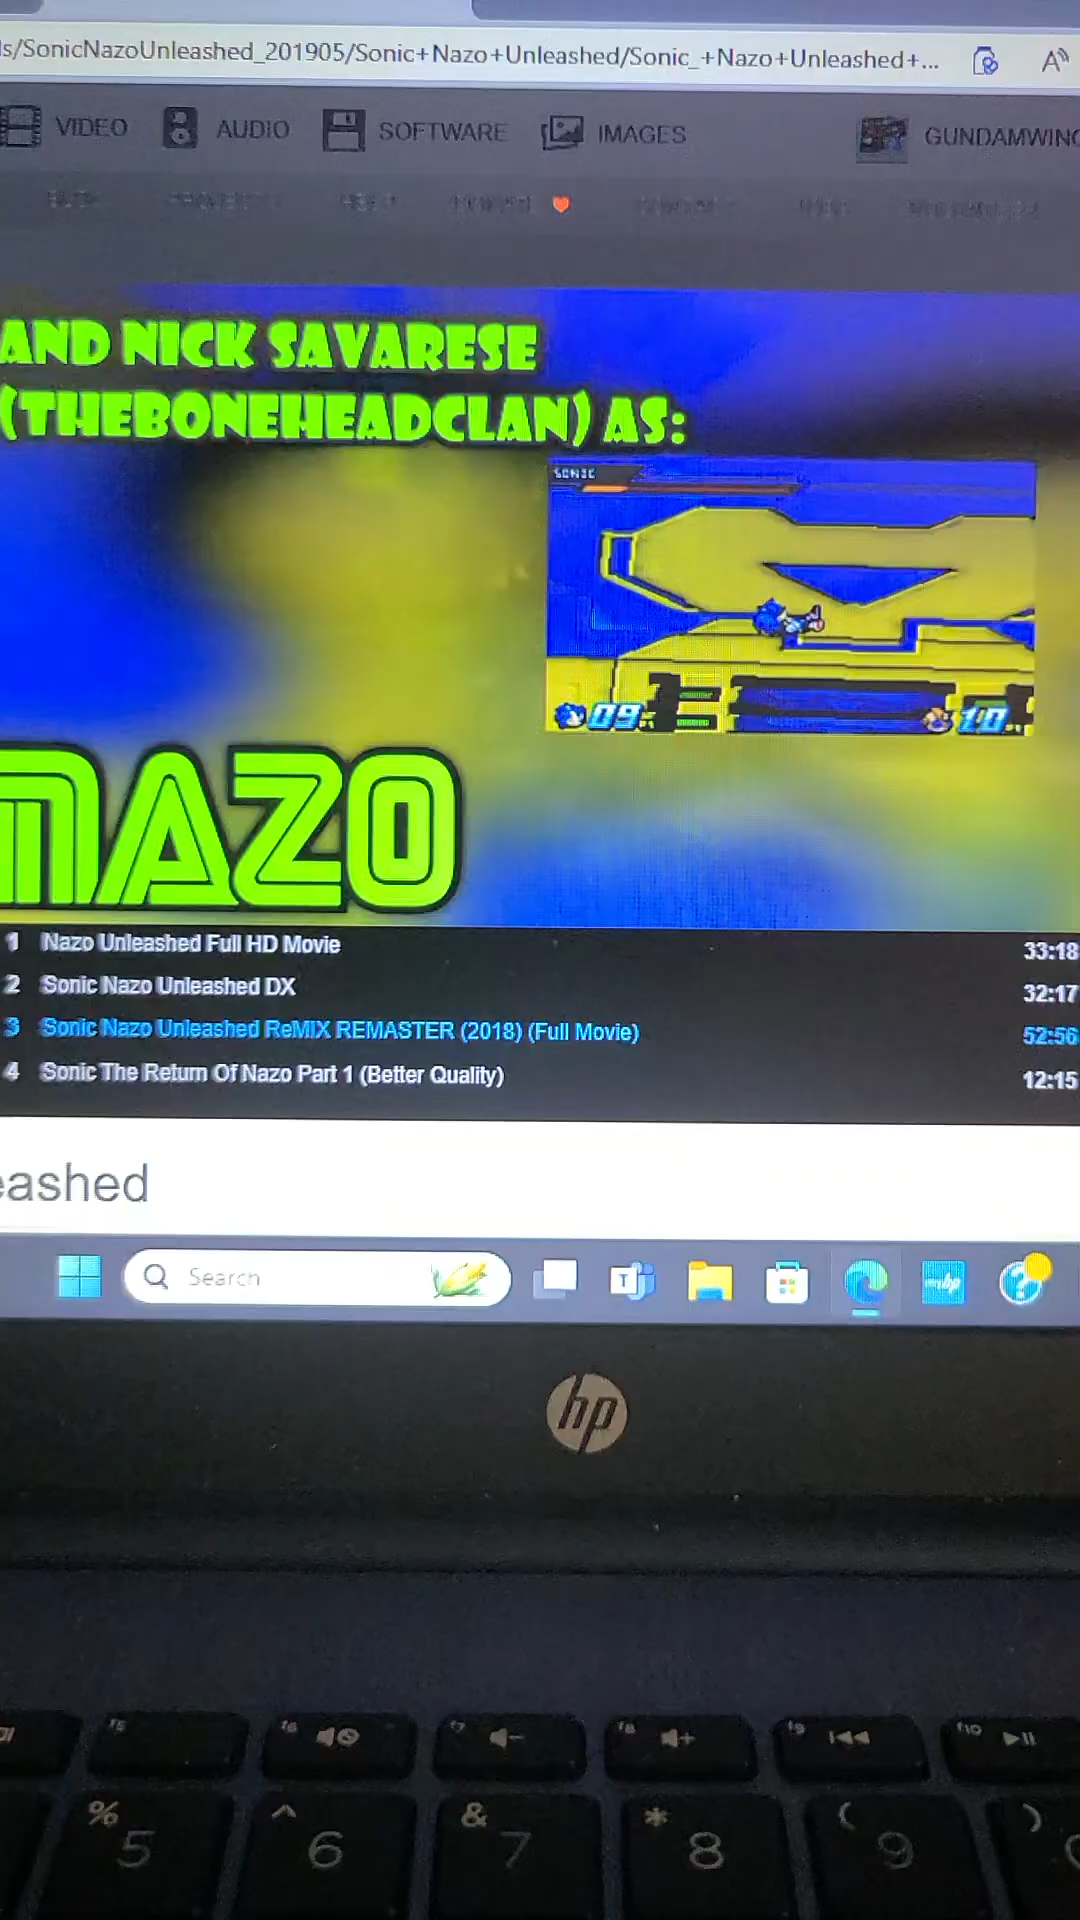 ls/SonicNazoUnleashed_201905/Sonic+Nazo+Unleashed/Sonic_+Nazo+Unleashed+...
VIDEO AUDIO SOFTWARE IMAGES GUNDAMWING
AND NICK SAVARESE
(THEBONEHEADCLAN) AS:
SONIC
09 10
NAZO
1 Nazo Unleashed Full HD Movie 33:18
2 Sonic Nazo Unleashed DX 32:17
3 Sonic Nazo Unleashed ReMIX REMASTER (2018) (Full Movie) 52:56
4 Sonic The Return Of Nazo Part 1 (Better Quality) 12:15
eashed
Search
T
myhp
hp
f5 f6 f7 f8 f9 f10
% ^ & * ( )
5 6 7 8 9